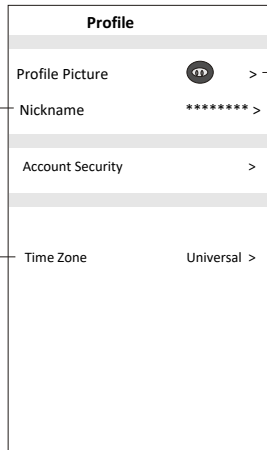 Profile
Profile Picture >
Nickname ******** >
Account Security >
Time Zone Universal >